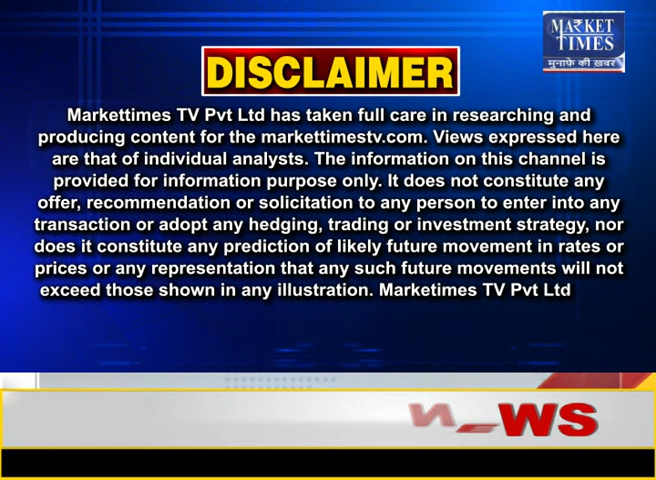 MARKET
TIMES
मुनाफे की ख़बर
DISCLAIMER
Markettimes TV Pvt Ltd has taken full care in researching and
producing content for the markettimestv.com. Views expressed here
are that of individual analysts. The information on this channel is
provided for information purpose only. It does not constitute any
offer, recommendation or solicitation to any person to enter into any
transaction or adopt any hedging, trading or investment strategy, nor
does it constitute any prediction of likely future movement in rates or
prices or any representation that any such future movements will not
exceed those shown in any illustration. Marketimes TV Pvt Ltd
WS